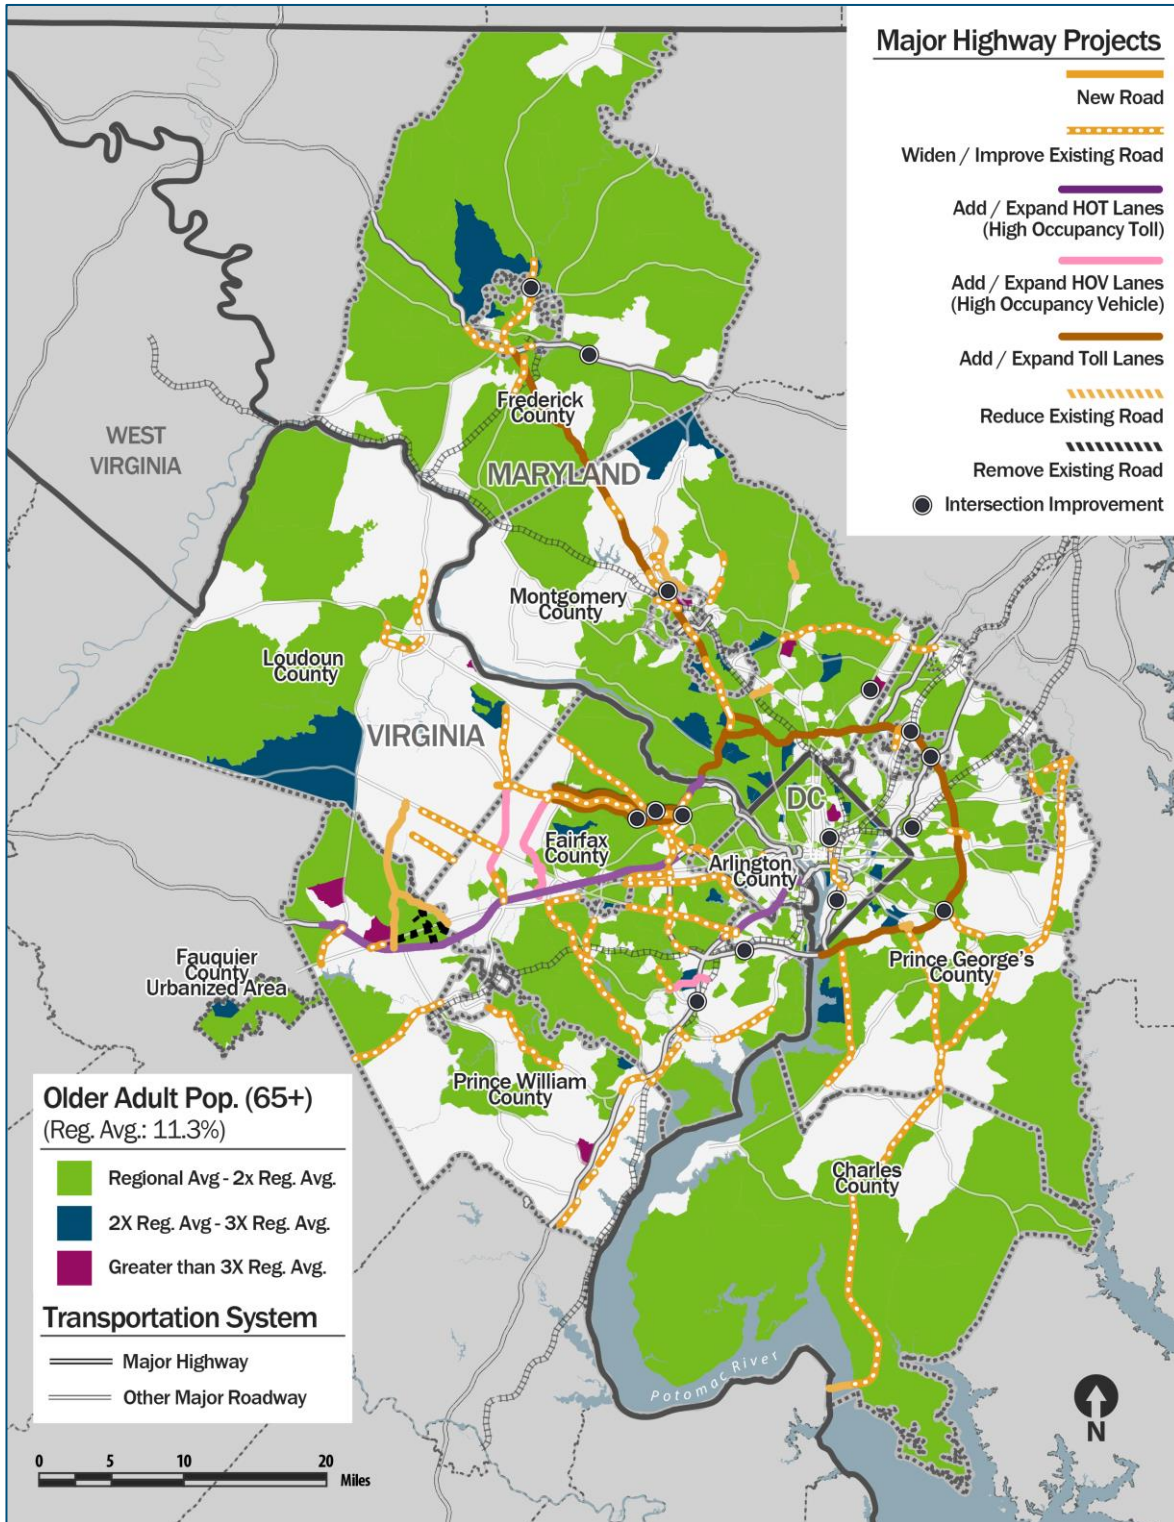 Major Highway Projects
New Road
Widen / Improve Existing Road
Add / Expand HOT Lanes
(High Occupancy Toll)
Add / Expand HOV Lanes
(High Occupancy Vehicle)
Add / Expand Toll Lanes
Reduce Existing Road
Remove Existing Road
Intersection Improvement
Frederick
County
WEST
VIRGINIA
MARYLAND
Montgomery
County
Loudoun
County
VIRGINIA
DC
Fairfax
County
Arlington
County
Fauquier
County
Urbanized Area
Prince George's
County
Prince William
County
Charles
County
Potomac River
Older Adult Pop. (65+)
(Reg. Avg.: 11.3%)
Regional Avg - 2x Reg. Avg.
2X Reg. Avg - 3X Reg. Avg.
Greater than 3X Reg. Avg.
Transportation System
Major Highway
Other Major Roadway
0 5 10 20
Miles
N